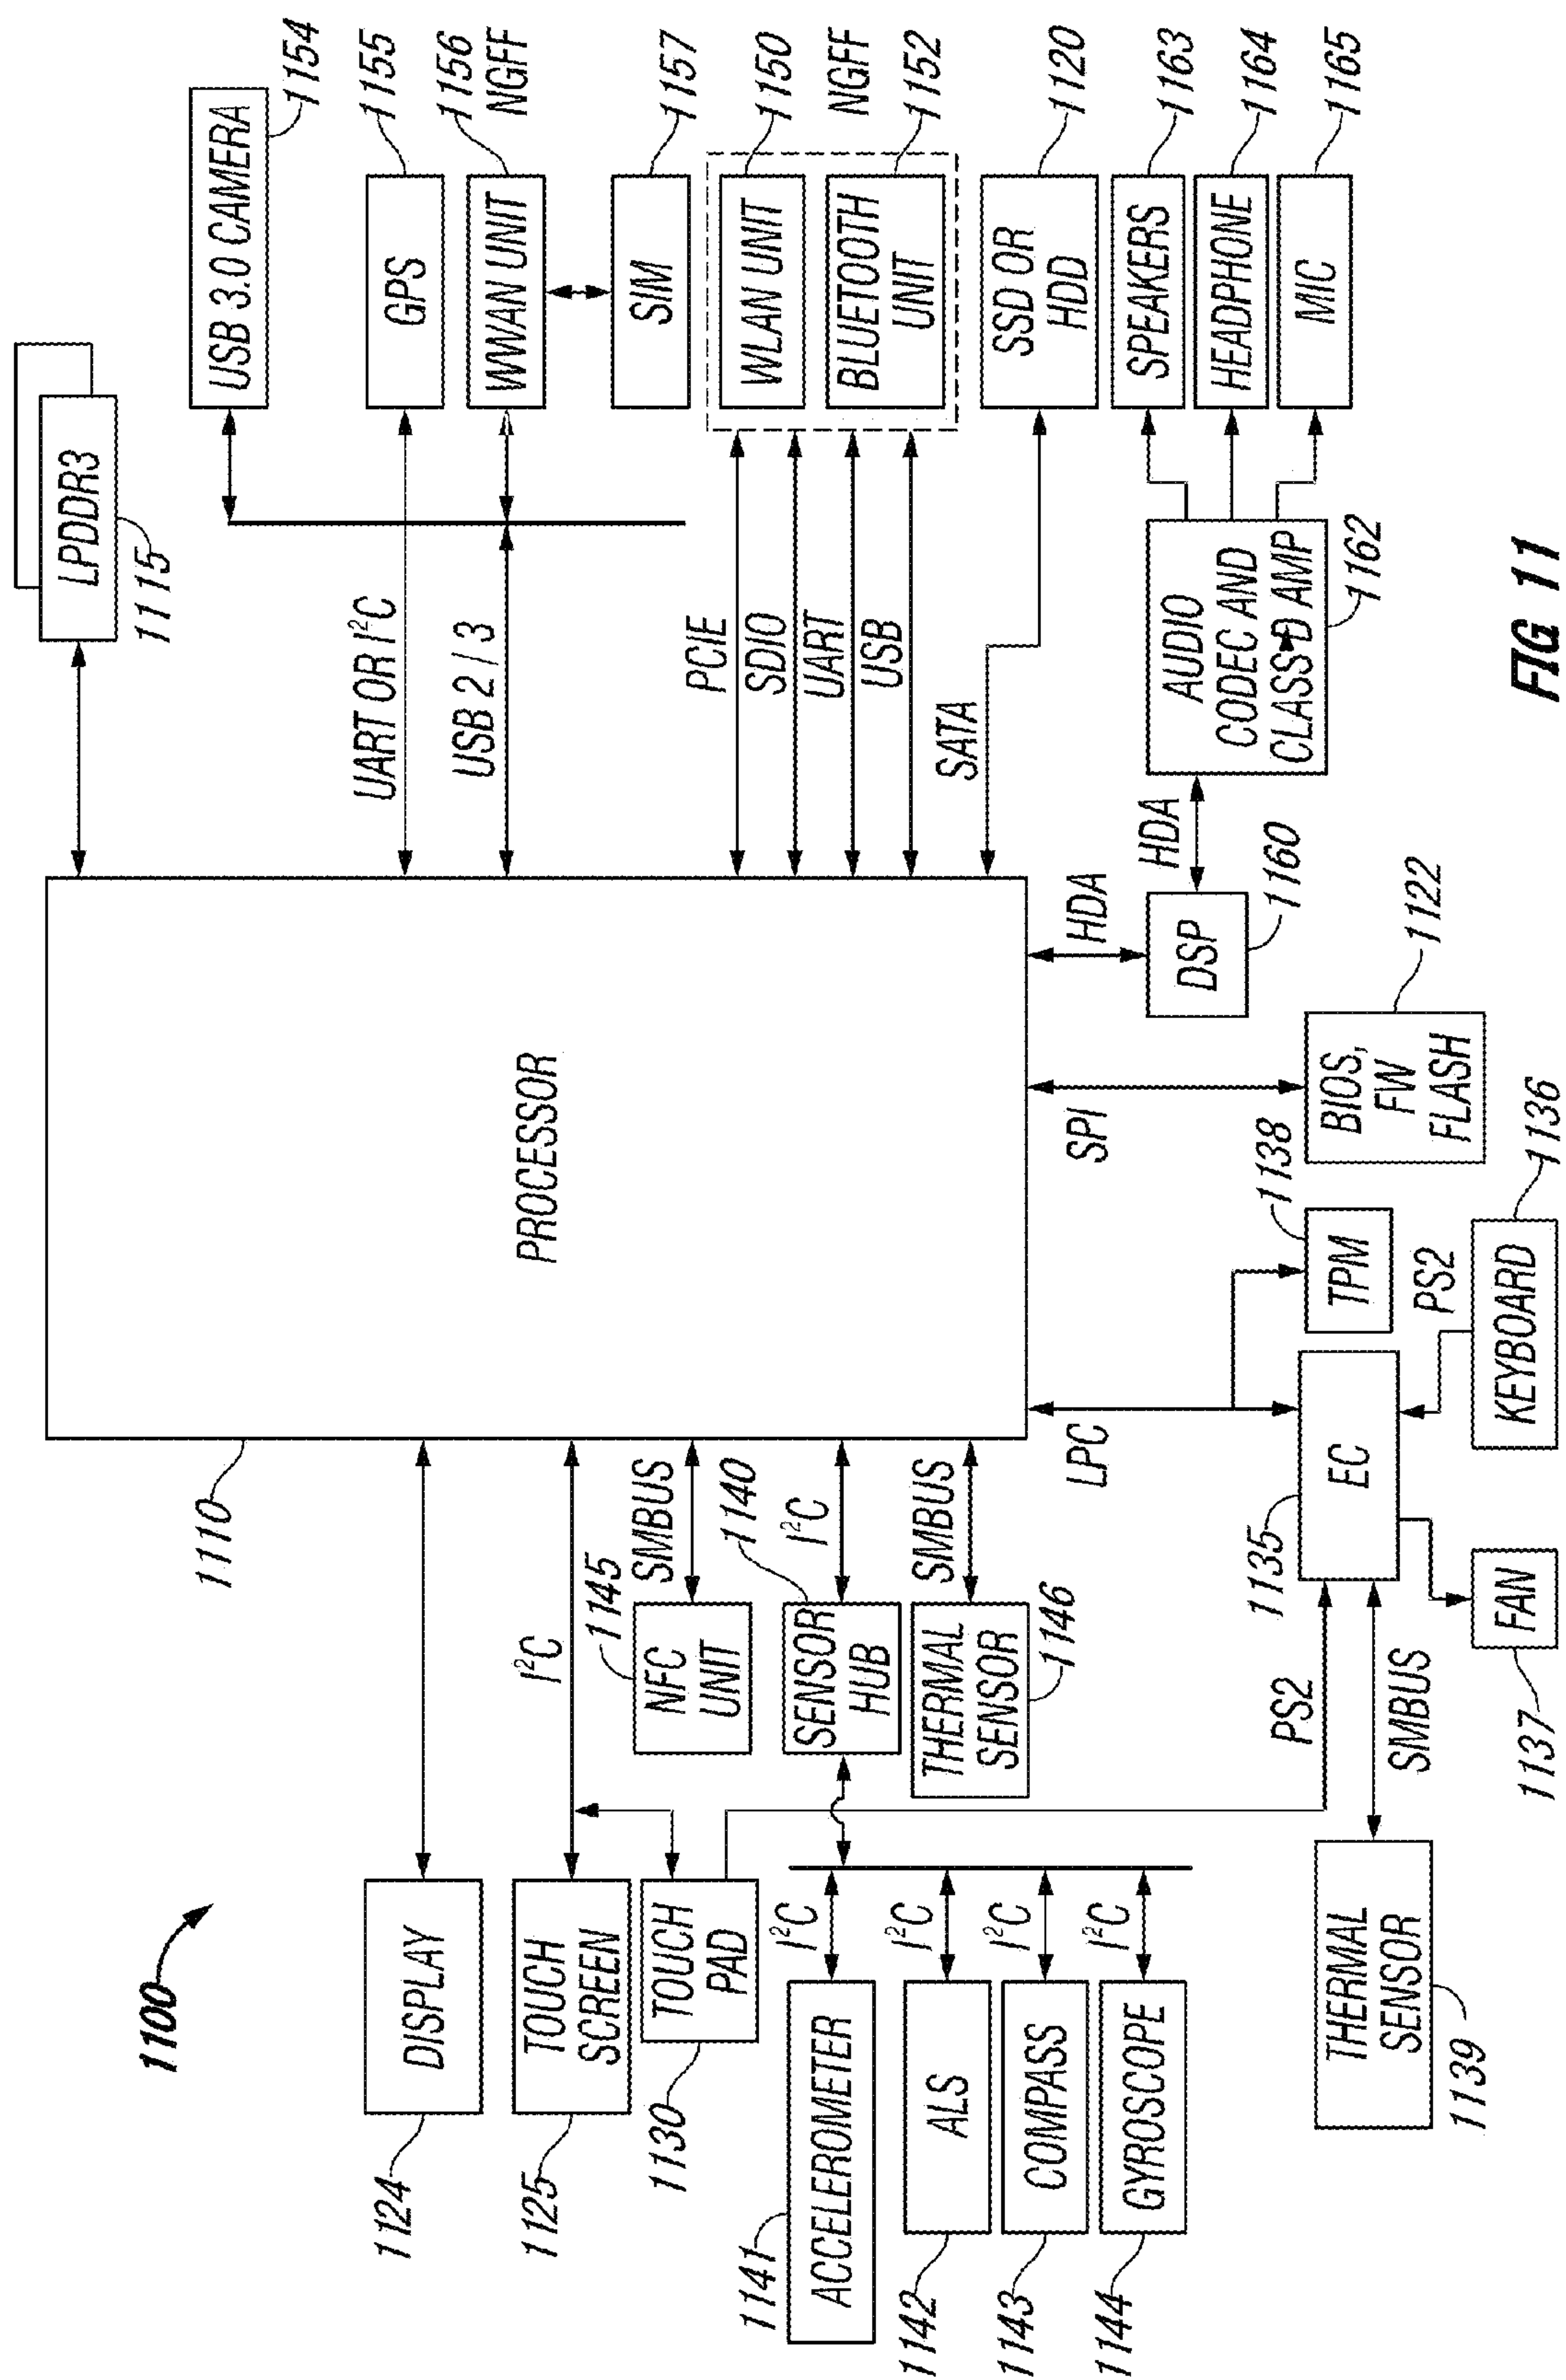 1100
LPDDR3
1115
USB 3.0 CAMERA
1154
1110
PROCESSOR
DISPLAY
1124
UART OR I²C
GPS
1155
USB 2 / 3
WWAN UNIT
1156
NGFF
SIM
1157
I²C
TOUCH
SCREEN
1125
TOUCH
PAD
1130
SMBUS
NFC
UNIT
1145
1140
I²C
SENSOR
HUB
SMBUS
THERMAL
SENSOR
1146
PCIE
SDIO
UART
USB
WLAN UNIT
1150
NGFF
BLUETOOTH
UNIT
1152
SATA
SSD OR
HDD
1120
I²C
ACCELEROMETER
1141
I²C
ALS
1142
I²C
COMPASS
1143
I²C
GYROSCOPE
1144
HDA
DSP
1160
HDA
AUDIO
CODEC AND
CLASS D AMP
1162
SPEAKERS
1163
HEADPHONE
1164
MIC
1165
SPI
BIOS,
FW
FLASH
1122
LPC
TPM
1138
EC
1135
PS2
KEYBOARD
1136
PS2
SMBUS
THERMAL
SENSOR
1139
FAN
1137
FIG 11